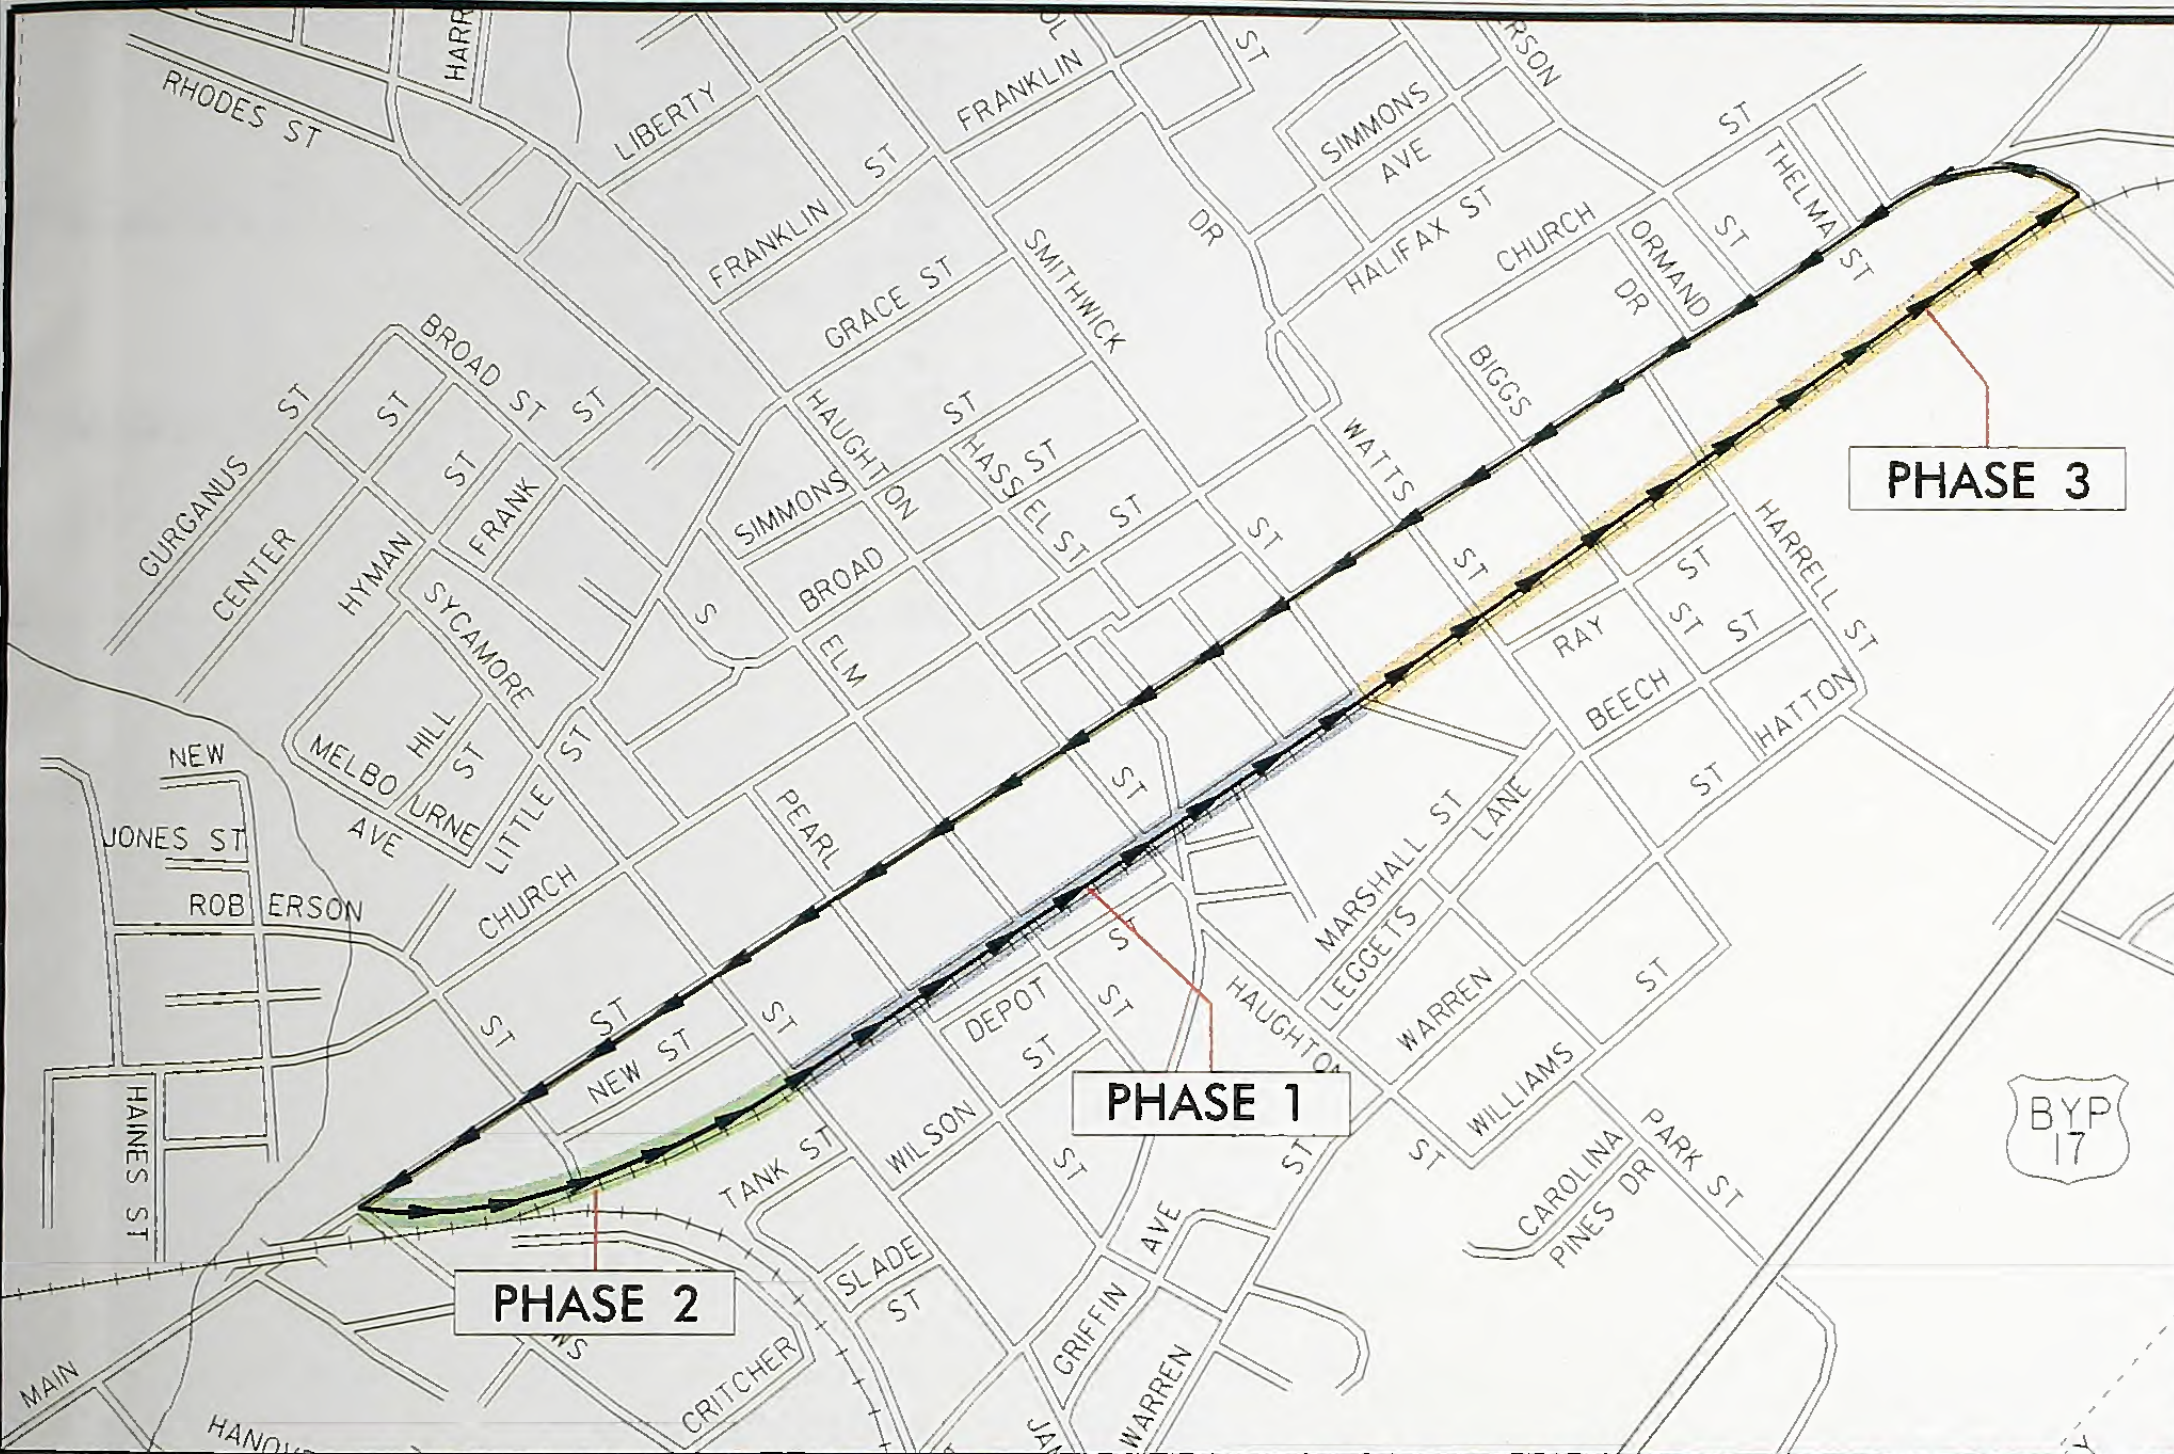 HARR
RHODES ST
LIBERTY
FRANKLIN
ST
ST
RSON
SIMMONS
AVE
ST
THELMA ST
FRANKLIN
GRACE ST
SMITHWICK
DR
HALIFAX ST
CHURCH
ST
ORMAND
DR
BROAD ST
ST
ST
GURGANUS
ST
CENTER
HYMAN
ST
FRANK
SYCAMORE
HAUGHTON
ST
HASSELL ST
ST
SIMMONS
BROAD
ST
ST
WATTS
ST
BIGGS
PHASE 3
HARRELL ST
ST
ST
ST
RAY
BEECH
HATTON
ST
S
ELM
NEW
JONES ST
ROBERSON
MELBOURNE
AVE
HILL
ST
LITTLE
ST
CHURCH
PEARL
ST
MARSHALL ST
LEGGETS
LANE
ST
ST
NEW ST
ST
DEPOT
ST
S
ST
HAUGHTON
ST
WARREN
ST
WILLIAMS
PHASE 1
HAINES ST
TANK ST
WILSON
ST
ST
CAROLINA
PINES DR
PARK ST
BYP
17
PHASE 2
SLADE
ST
AVE
GRIFFIN
WARREN
WS
CRITCHER
MAIN
HANOV
JAM